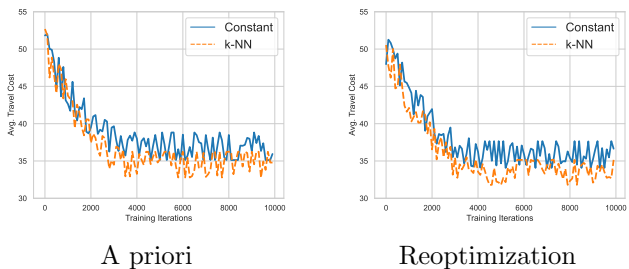 55
50
45
40
35
30
Avg. Travel Cost
0
2000
4000
6000
8000
10000
Training Iterations
Constant
k-NN
A priori
55
50
45
40
35
30
Avg. Travel Cost
0
2000
4000
6000
8000
10000
Training Iterations
Constant
k-NN
Reoptimization